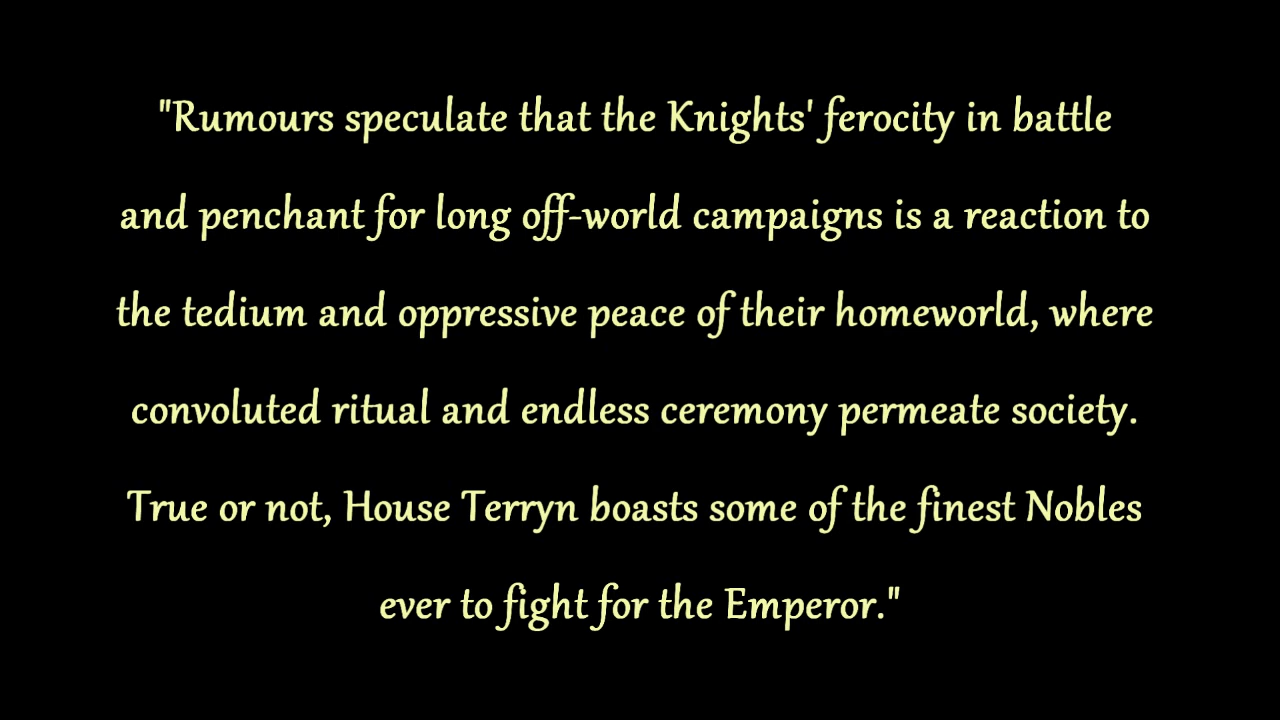 "Rumours speculate that the Knights' ferocity in battle
and penchant for long off-world campaigns is a reaction to
the tedium and oppressive peace of their homeworld, where
convoluted ritual and endless ceremony permeate society.
True or not, House Terryn boasts some of the finest Nobles
ever to fight for the Emperor."